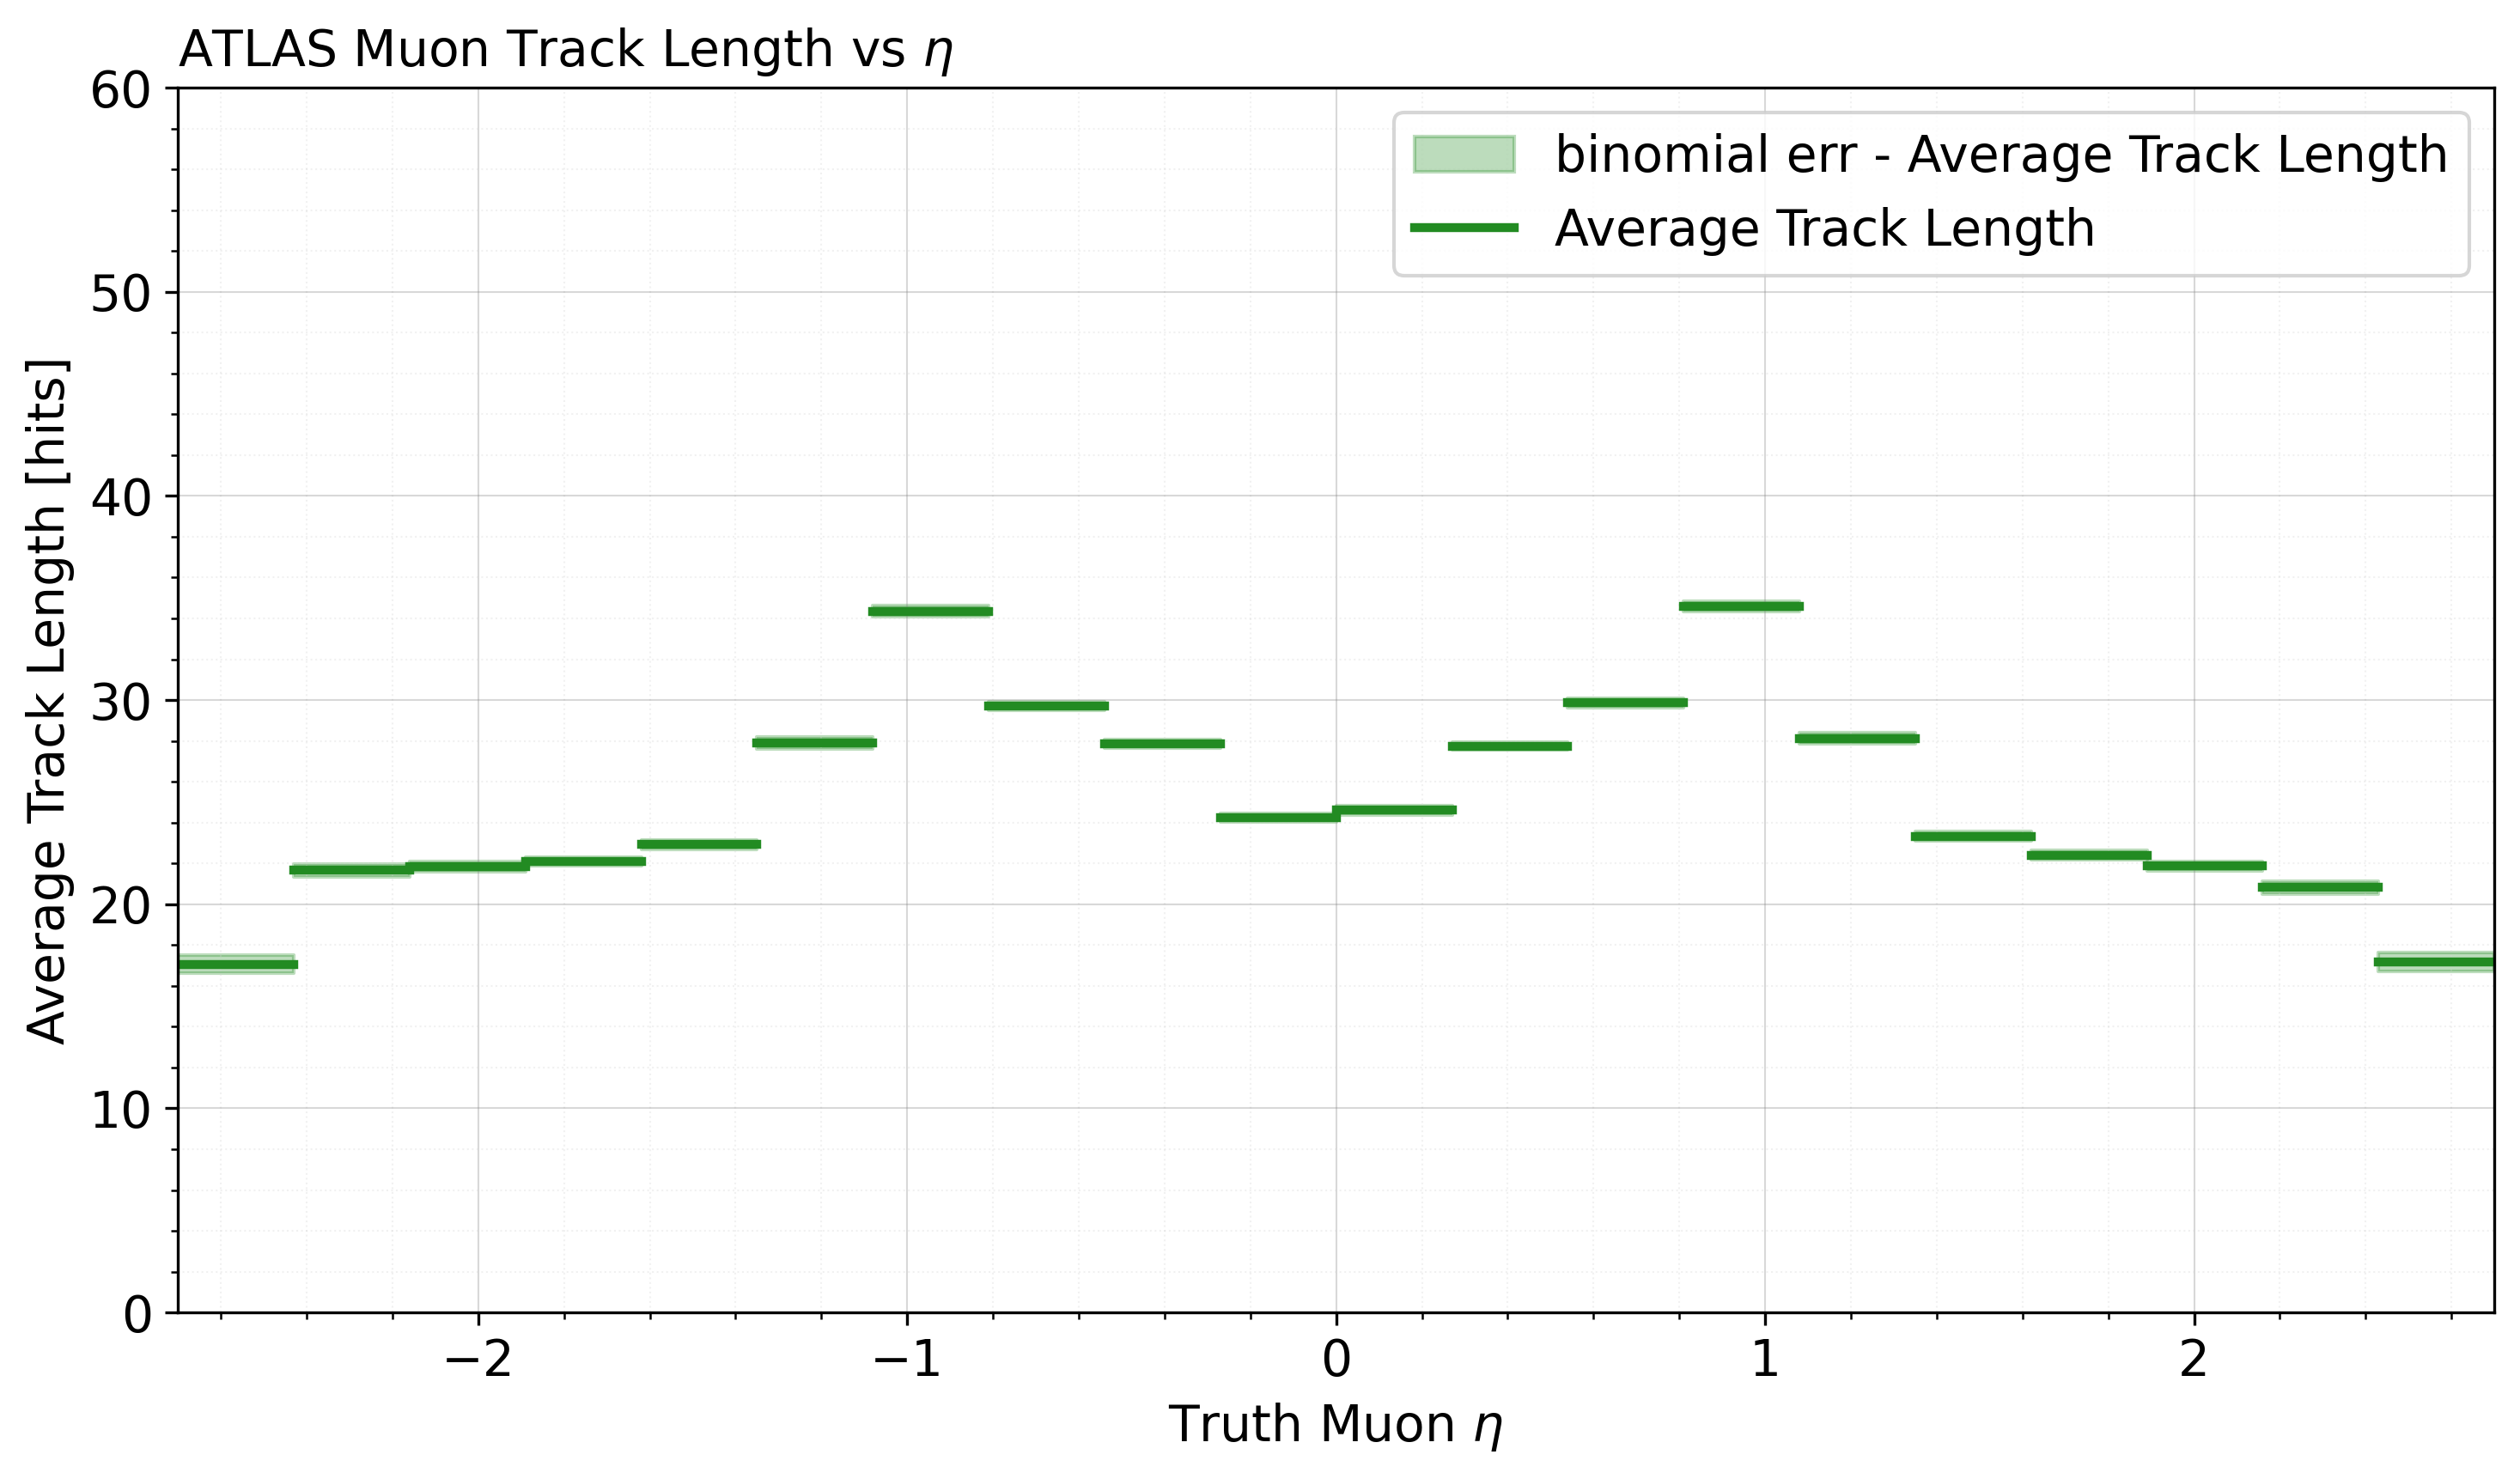 ATLAS Muon Track Length vs η
60
50
40
30
20
10
0
Average Track Length [hits]
binomial err - Average Track Length
Average Track Length
−2 −1 0 1 2
Truth Muon η